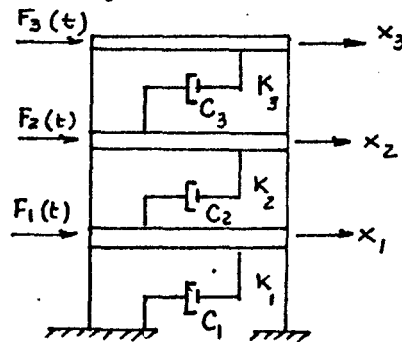 F3(t) x3
C3 K3
F2(t) x2
C2 K2
F1(t) x1
C1 K1